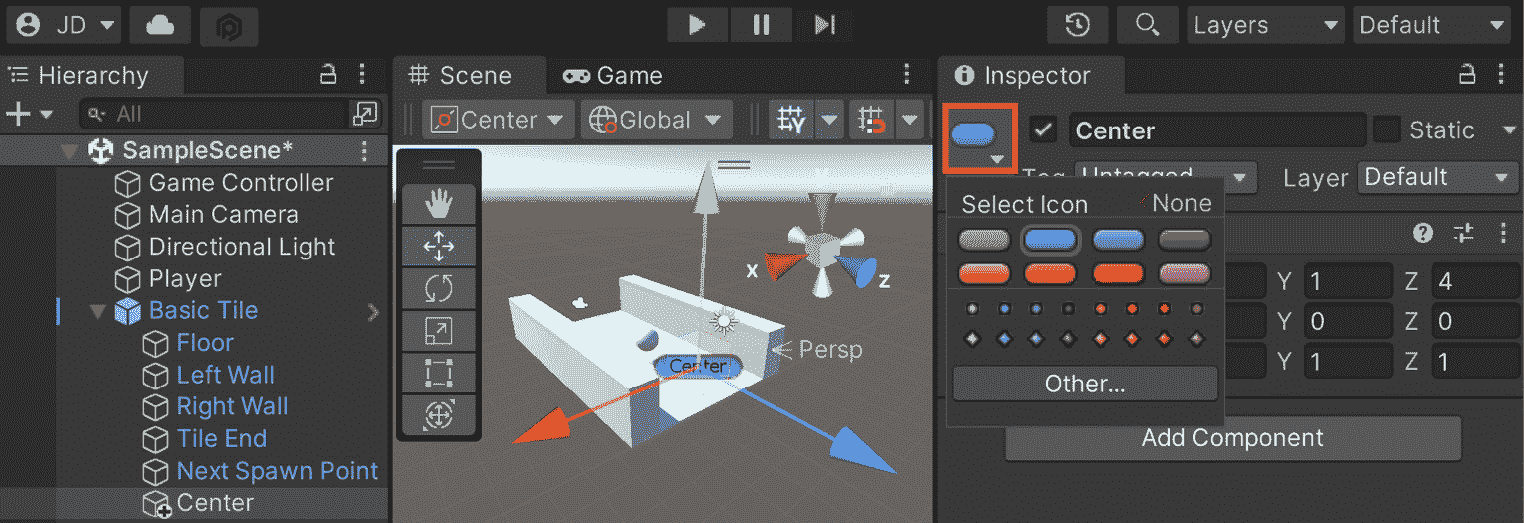 JD
Layers
Default
Hierarchy
Scene
Game
Inspector
All
Center
Global
Center
Static
SampleScene*
Tag Untagged
Layer
Default
Game Controller
Select Icon
None
Main Camera
Directional Light
Player
X
Z
Y 1 Z 4
Basic Tile
Y 0 Z 0
Floor
Persp
Left Wall
Center
Y 1 Z 1
Other...
Right Wall
Tile End
Add Component
Next Spawn Point
Center